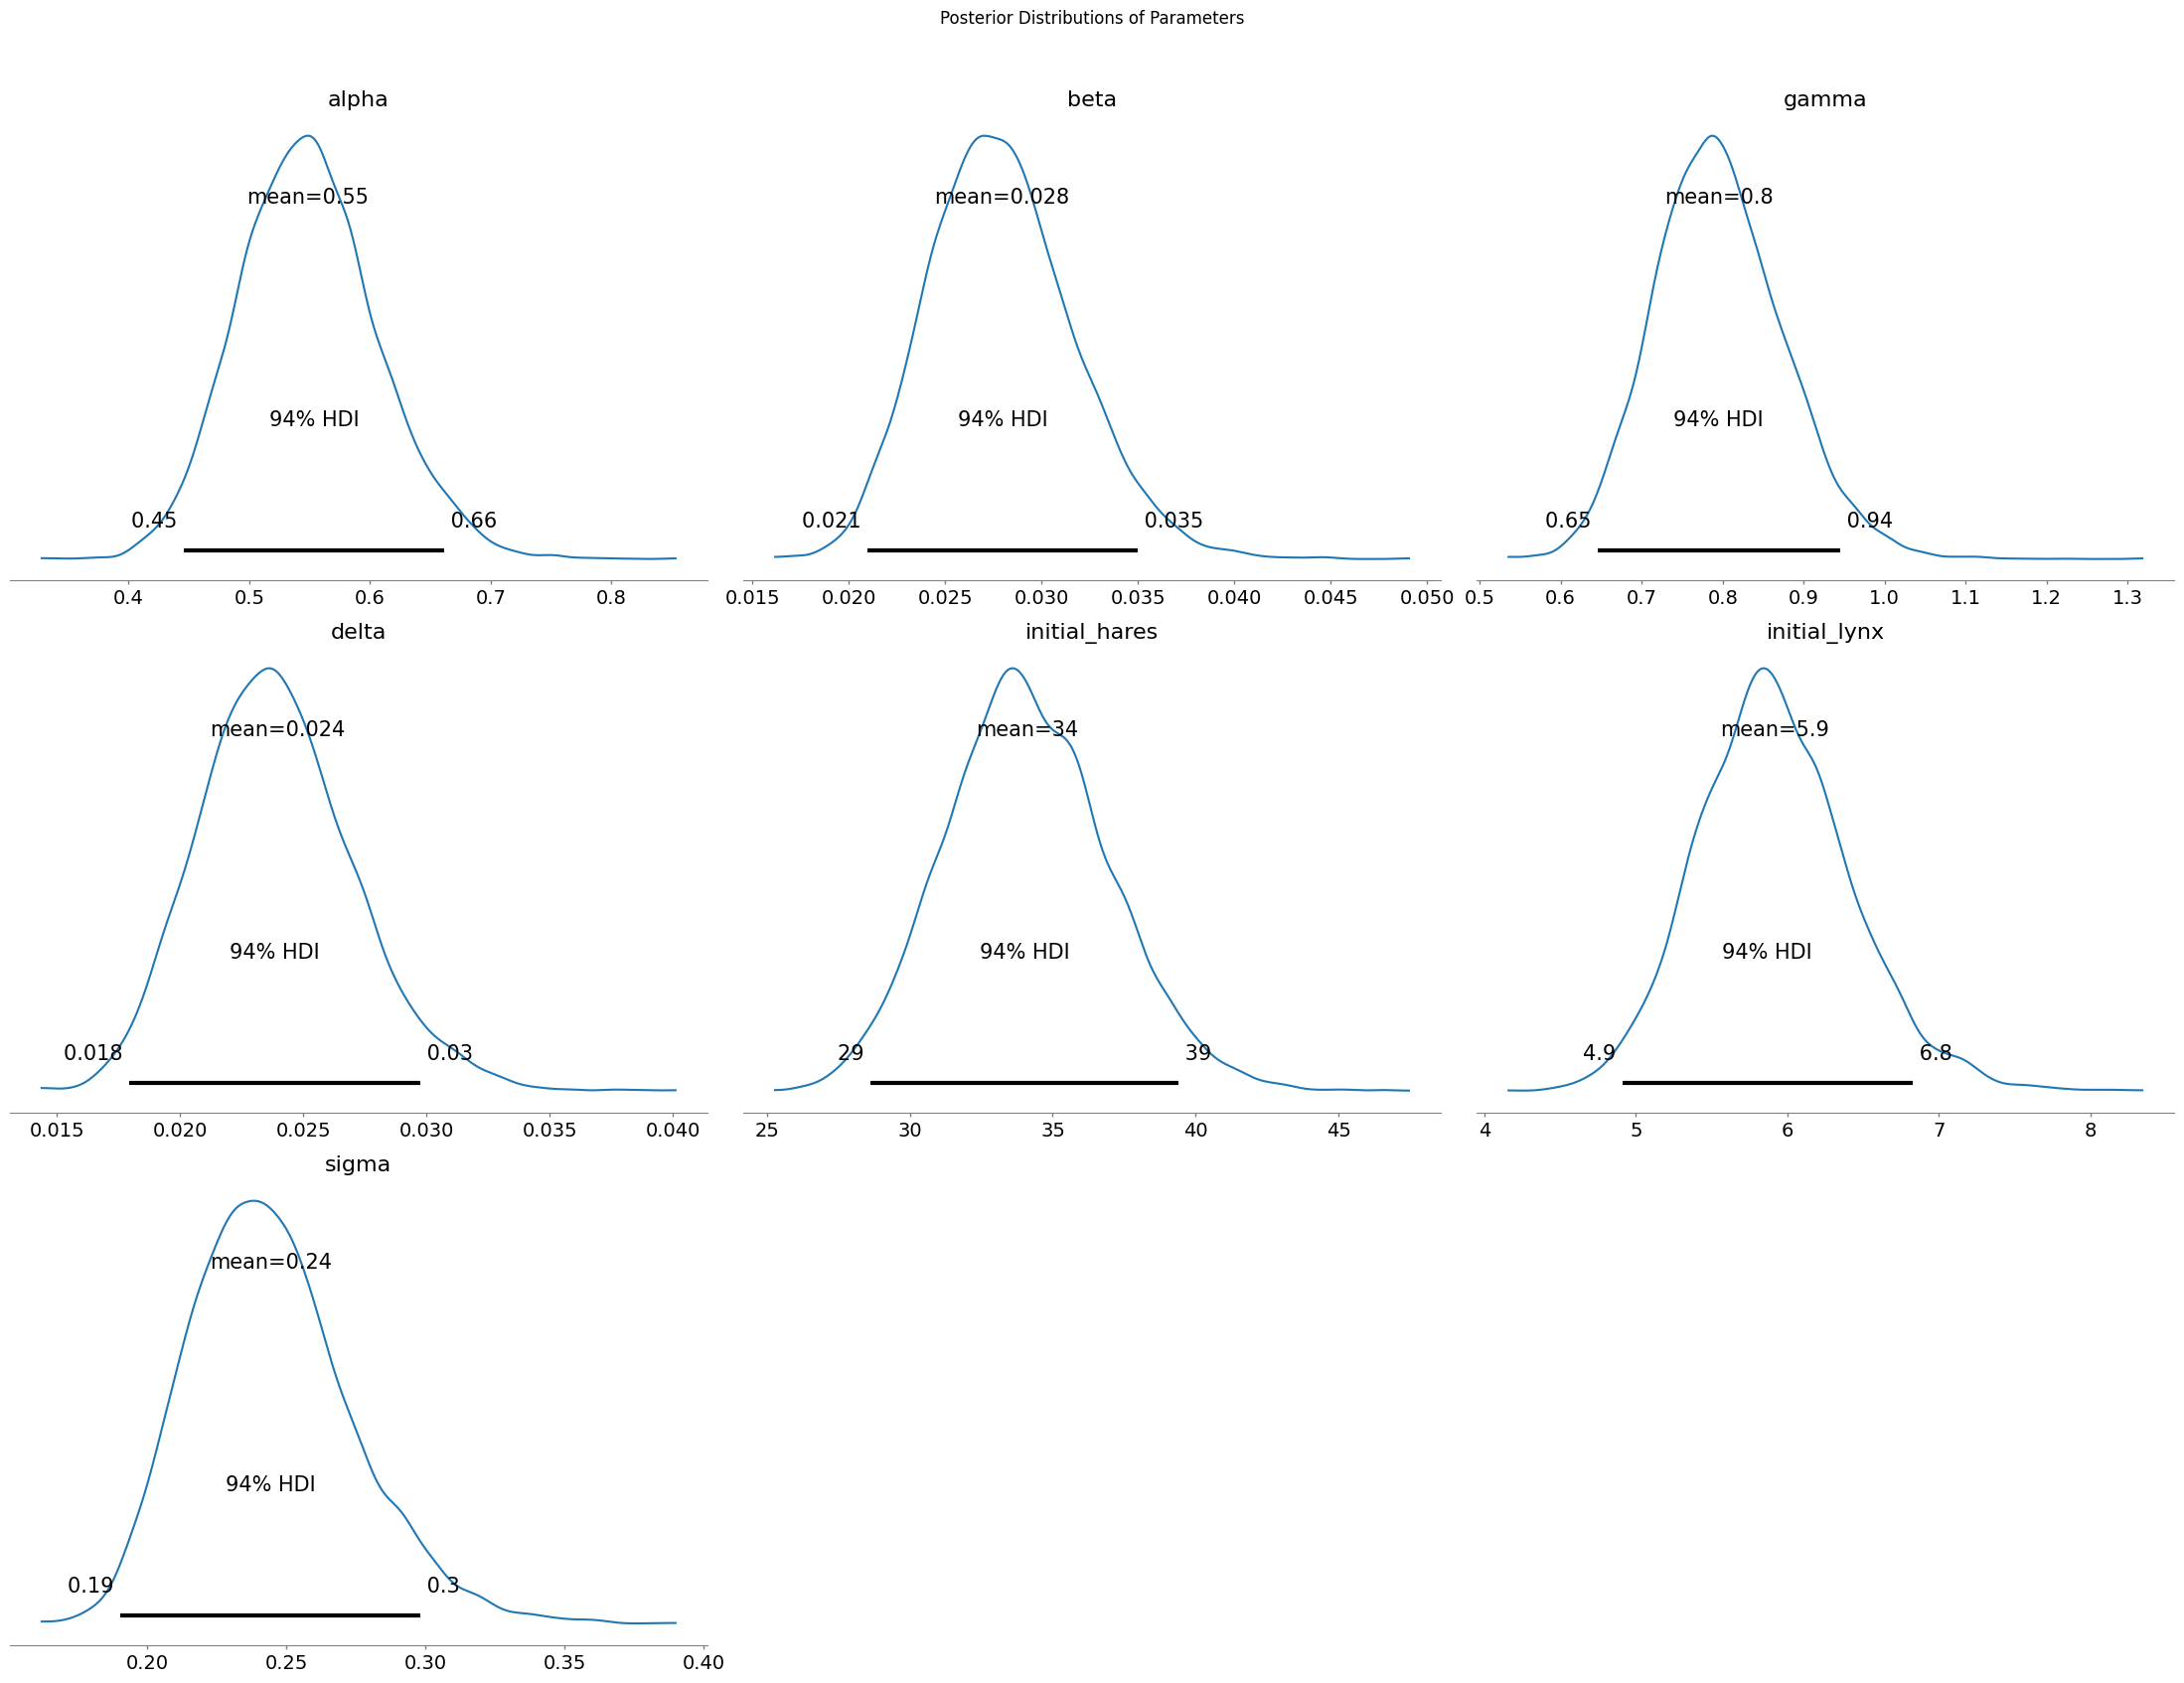 Posterior Distributions of Parameters
alpha
mean=0.55
94% HDI
0.45 0.66
0.4 0.5 0.6 0.7 0.8
beta
mean=0.028
94% HDI
0.021 0.035
0.015 0.020 0.025 0.030 0.035 0.040 0.045 0.050
gamma
mean=0.8
94% HDI
0.65 0.94
0.5 0.6 0.7 0.8 0.9 1.0 1.1 1.2 1.3
delta
mean=0.024
94% HDI
0.018 0.03
0.015 0.020 0.025 0.030 0.035 0.040
initial_hares
mean=34
94% HDI
29 39
25 30 35 40 45
initial_lynx
mean=5.9
94% HDI
4.9 6.8
4 5 6 7 8
sigma
mean=0.24
94% HDI
0.19 0.3
0.20 0.25 0.30 0.35 0.40